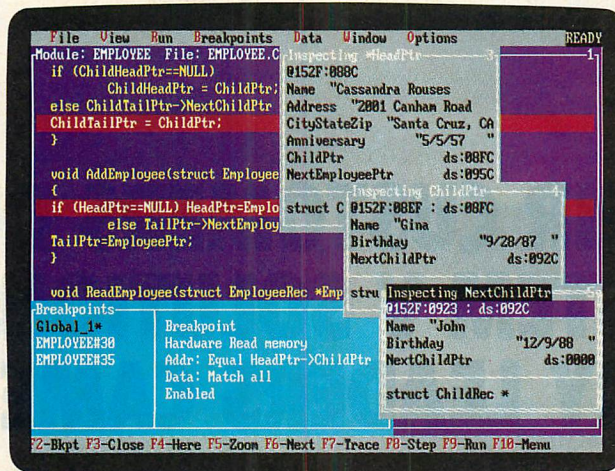 File View Run Breakpoints Data Window Options READY
Module: EMPLOYEE File: EMPLOYEE.C 1
if (ChildHeadPtr==NULL)
ChildHeadPtr = ChildPtr;
else ChildTailPtr->NextChildPtr
ChildTailPtr = ChildPtr;
}
void AddEmployee(struct Employee
{
if (HeadPtr==NULL) HeadPtr=Emplo
else TailPtr->NextEmploy
TailPtr=EmployeePtr;
}
void ReadEmployee(struct EmployeeRec *Emp
Inspecting *HeadPtr 3
@152F:088C
Name "Cassandra Rouses
Address "2001 Canham Road
CityStateZip "Santa Cruz, CA
Anniversary "5/5/57 "
ChildPtr ds:08FC
NextEmployeePtr ds:095C
struct C
Inspecting ChildPtr 4
@152F:08EF : ds:08FC
Name "Gina
Birthday "9/28/87 "
NextChildPtr ds:092C
stru
Inspecting NextChildPtr 5
@152F:0923 : ds:092C
Name "John
Birthday "12/9/88 "
NextChildPtr ds:0000
struct ChildRec *
Breakpoints
Global_1*
EMPLOYEE#30
EMPLOYEE#35
Breakpoint
Hardware Read memory
Addr: Equal HeadPtr->ChildPtr
Data: Match all
Enabled
F2-Bkpt F3-Close F4-Here F5-Zoom F6-Next F7-Trace F8-Step F9-Run F10-Menu